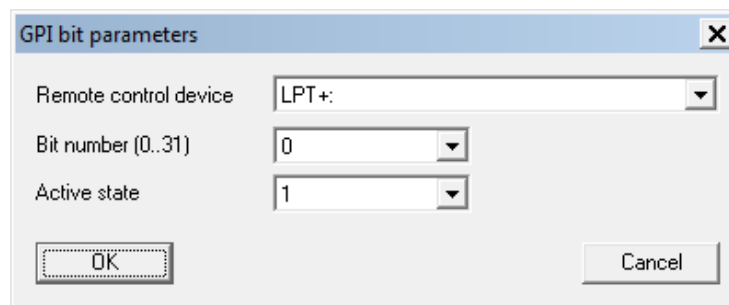 GPI bit parameters
Remote control device LPT+:
Bit number (0..31) 0
Active state 1
OK Cancel